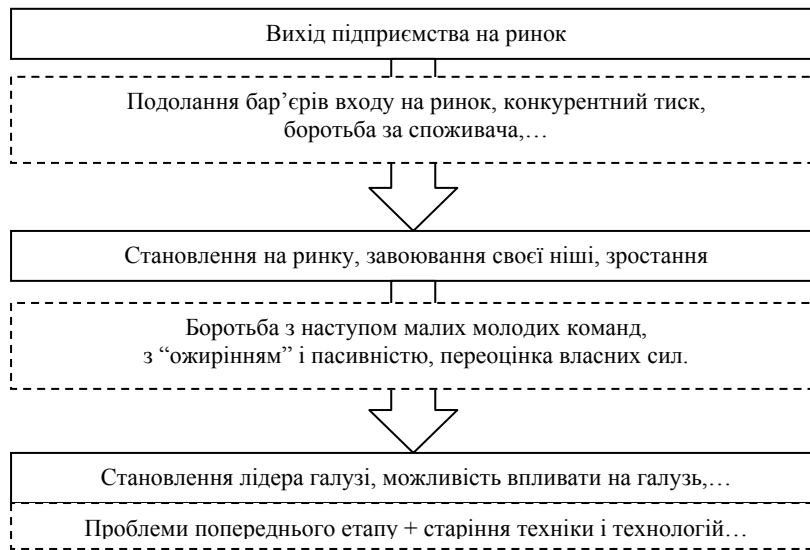 Вихід підприємства на ринок
Подолання бар’єрів входу на ринок, конкурентний тиск,
боротьба за споживача,…
Становлення на ринку, завоювання своєї ніші, зростання
Боротьба з наступом малих молодих команд,
з “ожирінням” і пасивністю, переоцінка власних сил.
Становлення лідера галузі, можливість впливати на галузь,…
Проблеми попереднього етапу + старіння техніки і технологій…